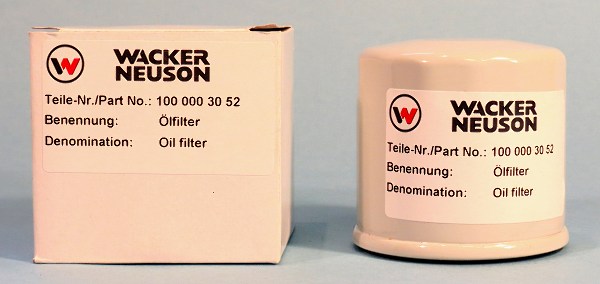 WACKER
NEUSON
Teile-Nr./Part No.: 100 000 30 52
Benennung: Ölfilter
Denomination: Oil filter
WACKER
NEUSON
Teile-Nr./Part No.: 100 000 30 52
Benennung: Ölfilter
Denomination: Oil filter